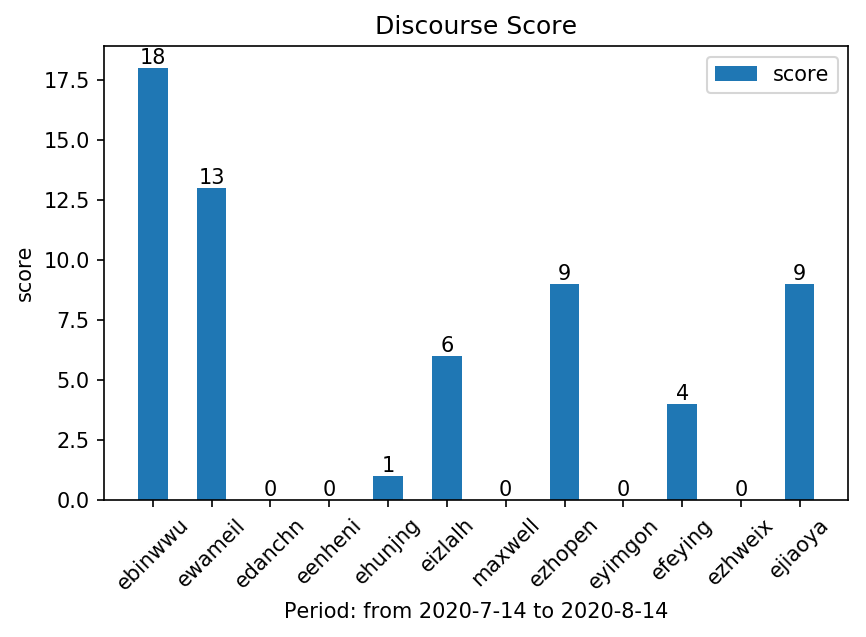 Discourse Score
score
18
13
0
0
1
6
0
9
0
4
0
9
17.5
15.0
12.5
10.0
7.5
5.0
2.5
0.0
score
ebinwwu
ewameil
edanchn
eenheni
ehunjng
eizlalh
maxwell
ezhopen
eyimgon
efeying
ezhweix
ejiaoya
Period: from 2020-7-14 to 2020-8-14